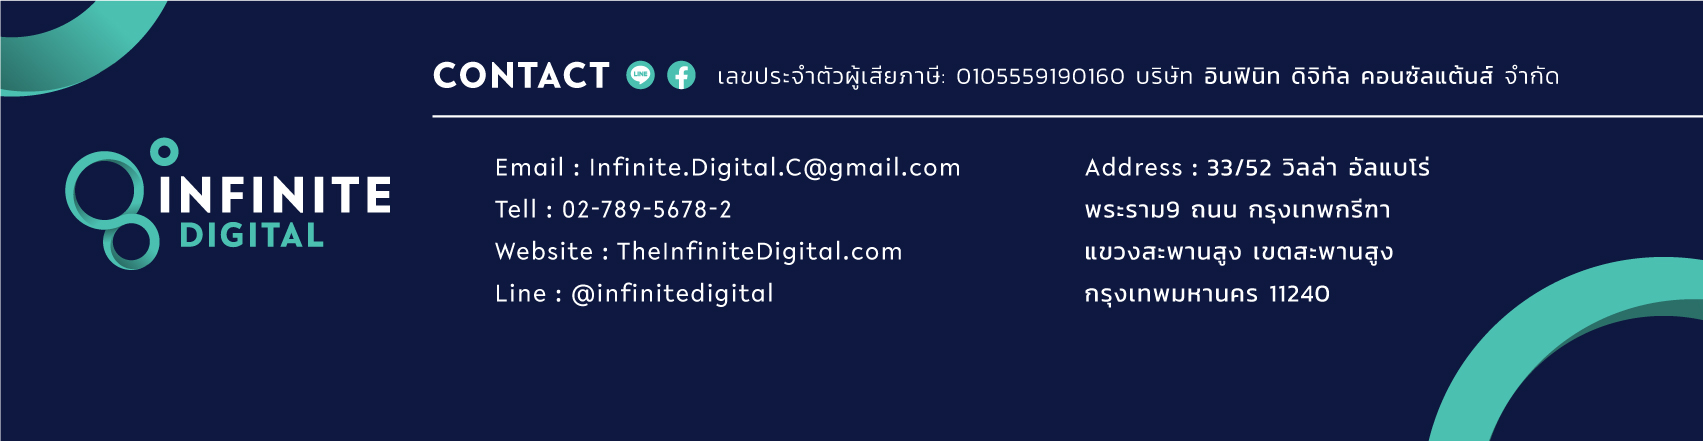 CONTACT เลขประจำตัวผู้เสียภาษี: 0105559190160 บริษัท อินฟินิท ดิจิทัล คอนซัลแต้นส์ จำกัด
INFINITE
DIGITAL
Email : Infinite.Digital.C@gmail.com
Tell : 02-789-5678-2
Website : TheInfiniteDigital.com
Line : @infinitedigital
Address : 33/52 วิลล่า อัลแบโร่
พระราม9 ถนน กรุงเทพกรีฑา
แขวงสะพานสูง เขตสะพานสูง
กรุงเทพมหานคร 11240